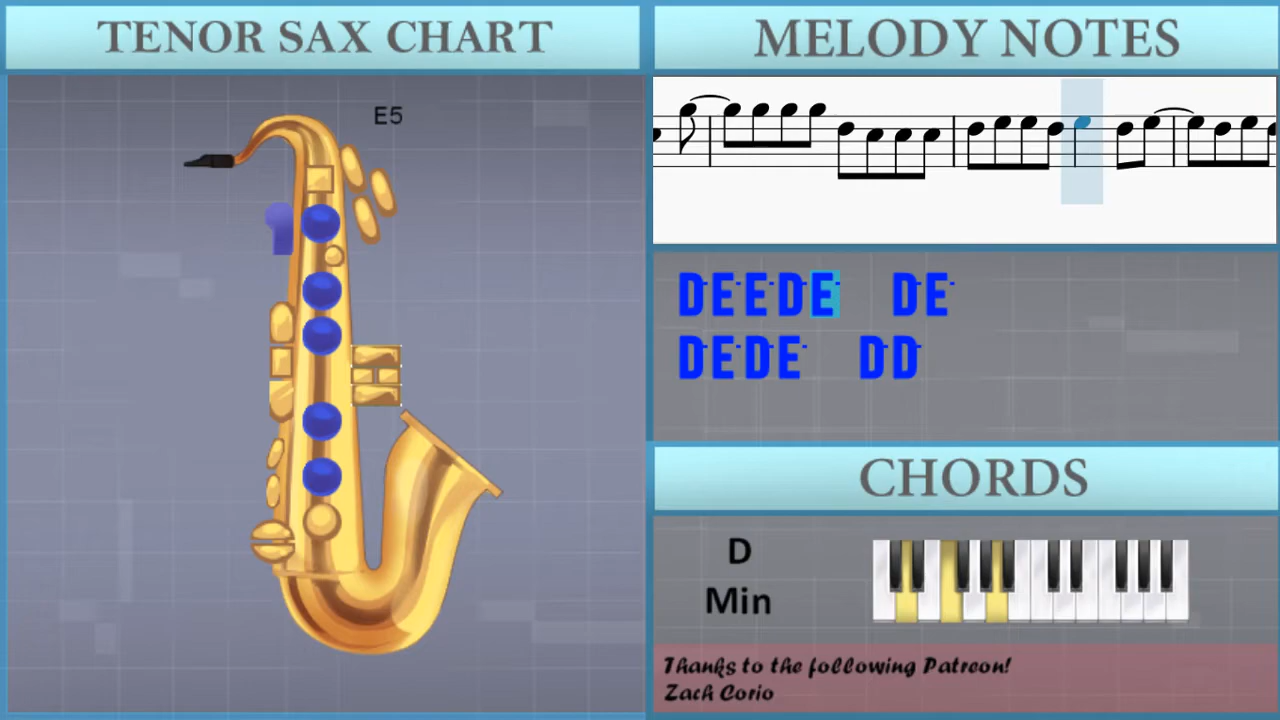 TENOR SAX CHART
E5
MELODY NOTES
DEEDE DE
DEDE DD
CHORDS
D
Min
Thanks to the following Patreon!
Zach Corio